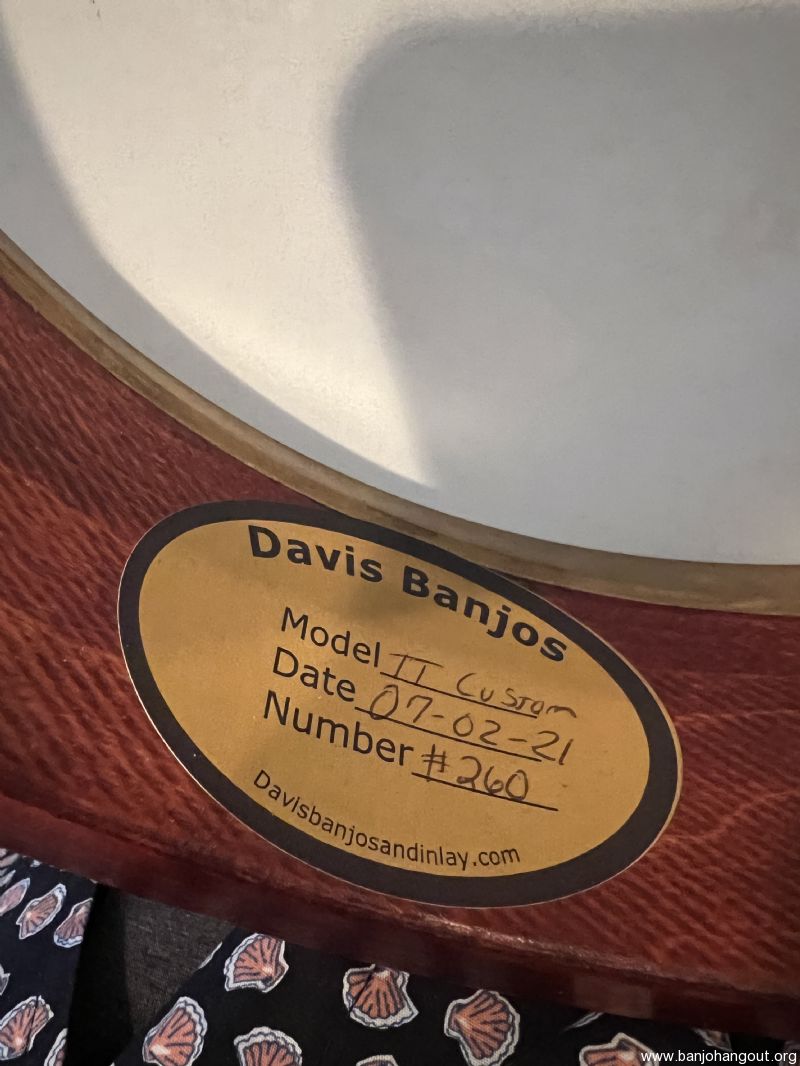 Davis Banjos
Model II Custom
Date 07-02-21
Number #260
Davisbanjosandinlay.com
www.banjohangout.org